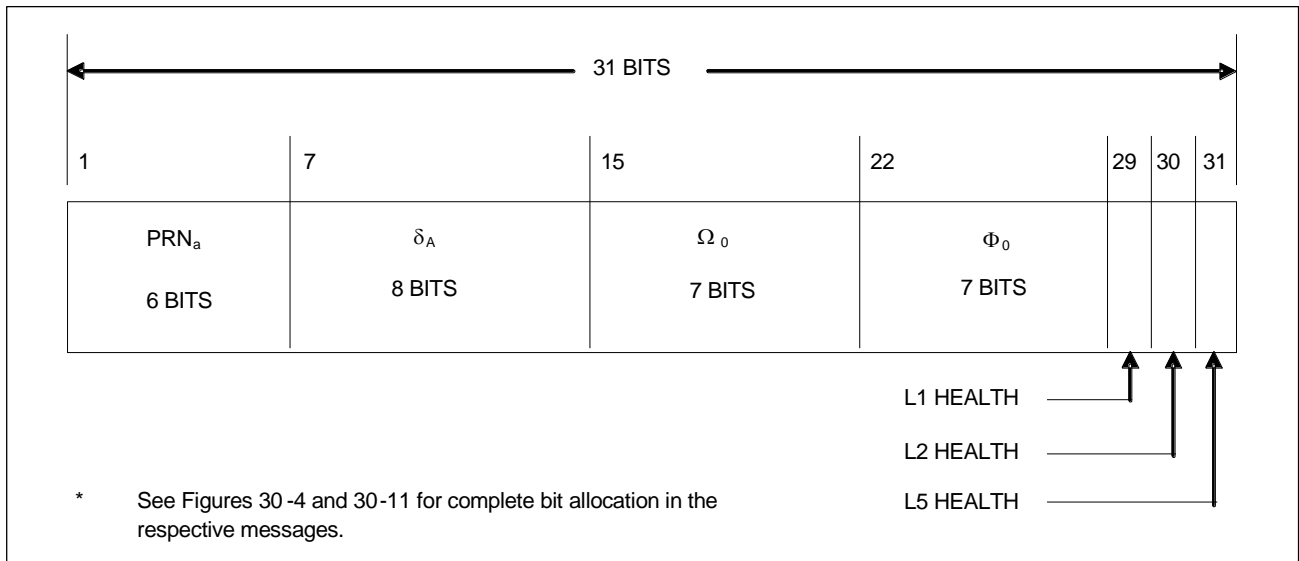 31 BITS
1 7 15 22 29 30 31
PRNa δA Ω0 Φ0
6 BITS 8 BITS 7 BITS 7 BITS
L1 HEALTH
L2 HEALTH
L5 HEALTH
* See Figures 30-4 and 30-11 for complete bit allocation in the
respective messages.